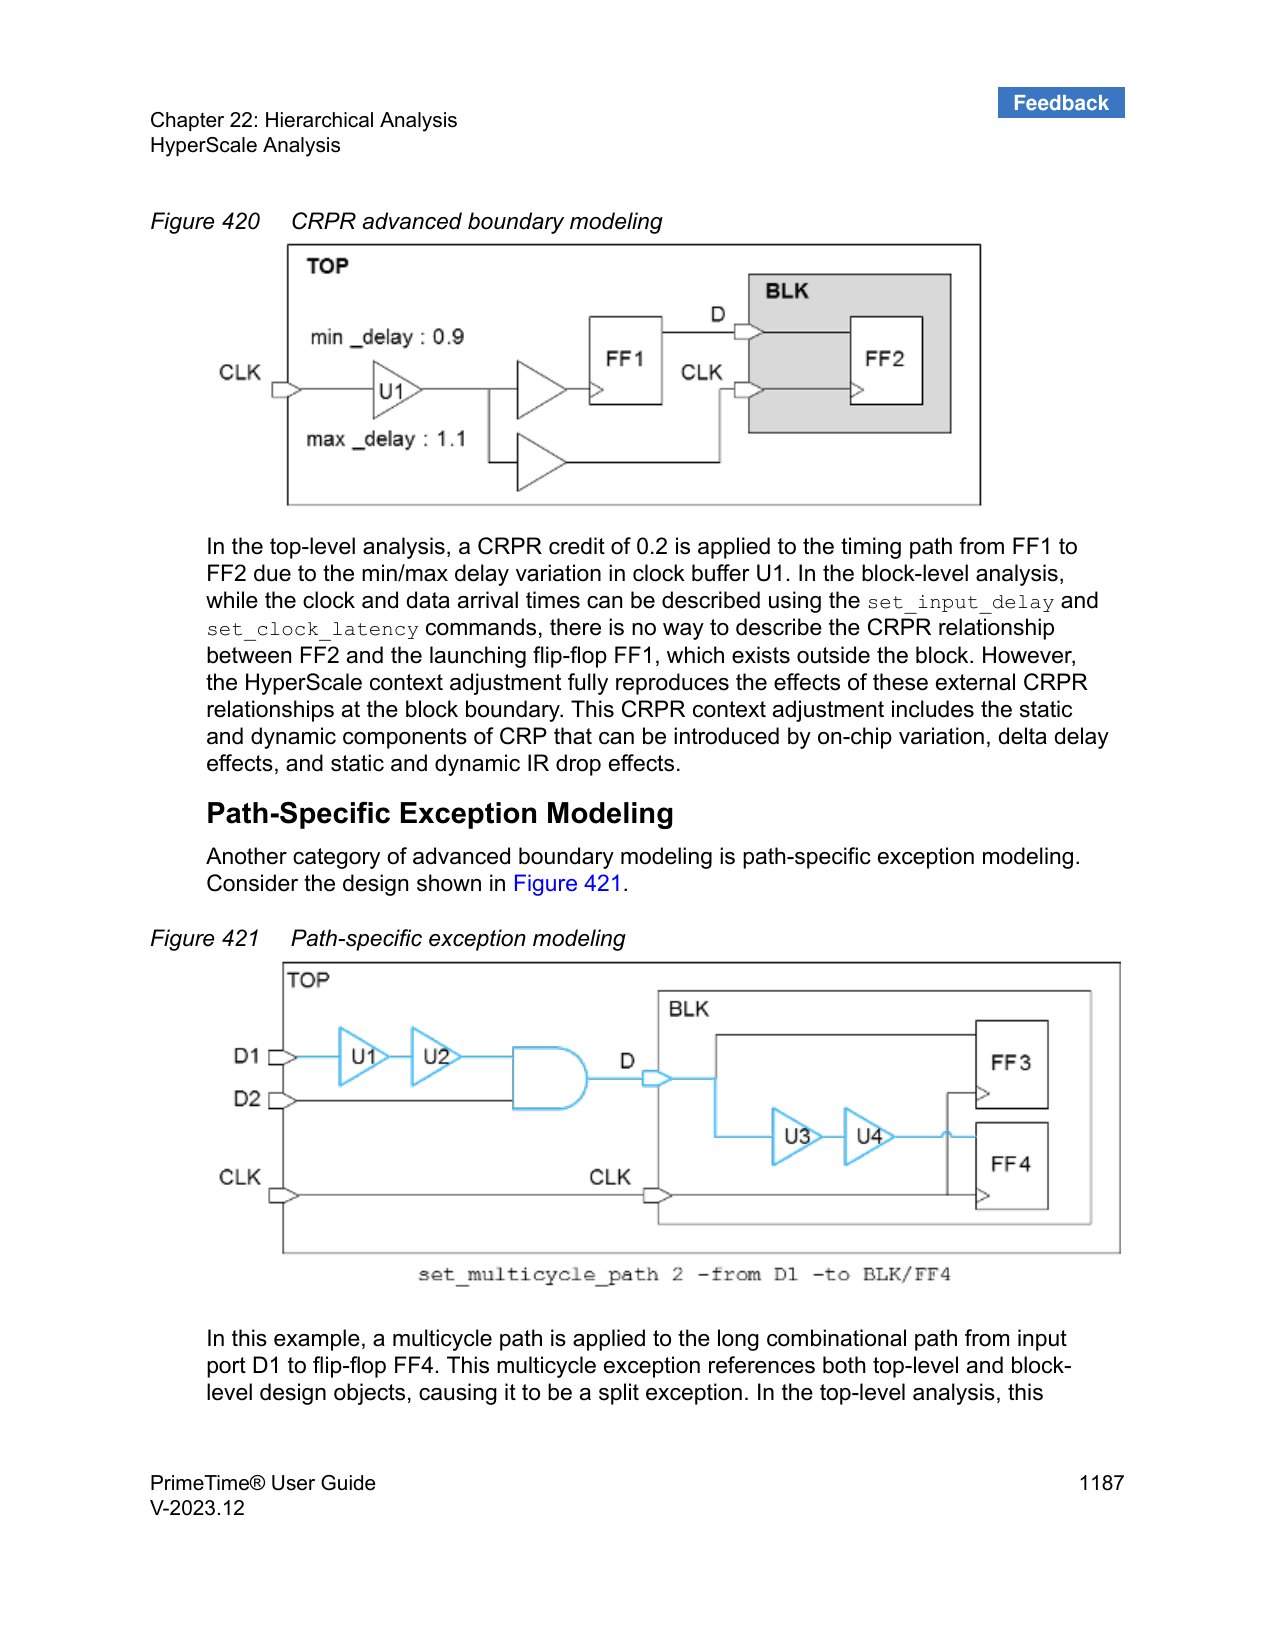 Feedback
Chapter 22: Hierarchical Analysis
HyperScale Analysis
Figure 420 CRPR advanced boundary modeling
TOP
BLK
D
min _delay : 0.9
FF1
FF2
CLK
CLK
U1
max _delay : 1.1
In the top-level analysis, a CRPR credit of 0.2 is applied to the timing path from FF1 to
FF2 due to the min/max delay variation in clock buffer U1. In the block-level analysis,
while the clock and data arrival times can be described using the set_input_delay and
set_clock_latency commands, there is no way to describe the CRPR relationship
between FF2 and the launching flip-flop FF1, which exists outside the block. However,
the HyperScale context adjustment fully reproduces the effects of these external CRPR
relationships at the block boundary. This CRPR context adjustment includes the static
and dynamic components of CRP that can be introduced by on-chip variation, delta delay
effects, and static and dynamic IR drop effects.
Path-Specific Exception Modeling
Another category of advanced boundary modeling is path-specific exception modeling.
Consider the design shown in Figure 421.
Figure 421 Path-specific exception modeling
TOP
BLK
D1
U1
U2
D
FF3
D2
U3
U4
FF4
CLK
CLK
set_multicycle_path 2 -from D1 -to BLK/FF4
In this example, a multicycle path is applied to the long combinational path from input
port D1 to flip-flop FF4. This multicycle exception references both top-level and block-
level design objects, causing it to be a split exception. In the top-level analysis, this
PrimeTime® User Guide 1187
V-2023.12